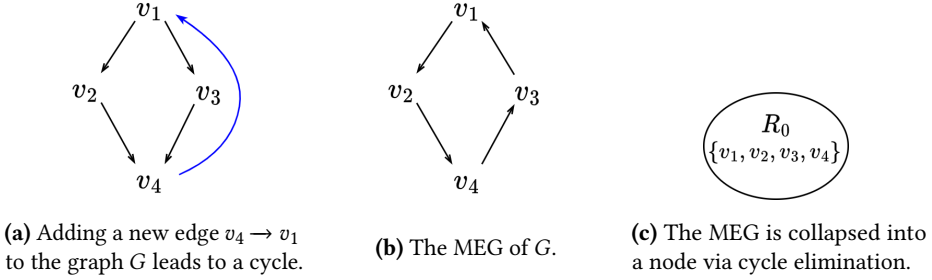 v₁
v₂
v₃
v₄
(a) Adding a new edge v₄ → v₁
to the graph G leads to a cycle.
v₁
v₂
v₃
v₄
(b) The MEG of G.
R₀
{v₁, v₂, v₃, v₄}
(c) The MEG is collapsed into
a node via cycle elimination.